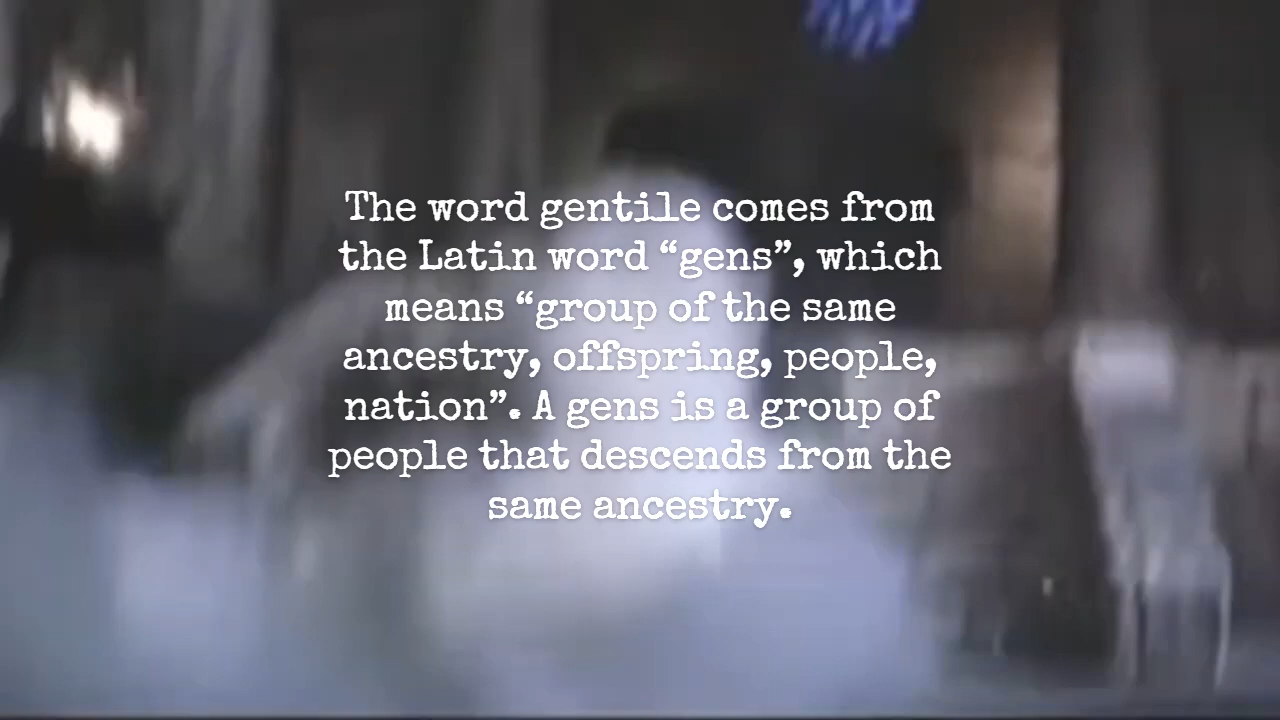 The word gentile comes from
the Latin word “gens”, which
means “group of the same
ancestry, offspring, people,
nation”. A gens is a group of
people that descends from the
same ancestry.